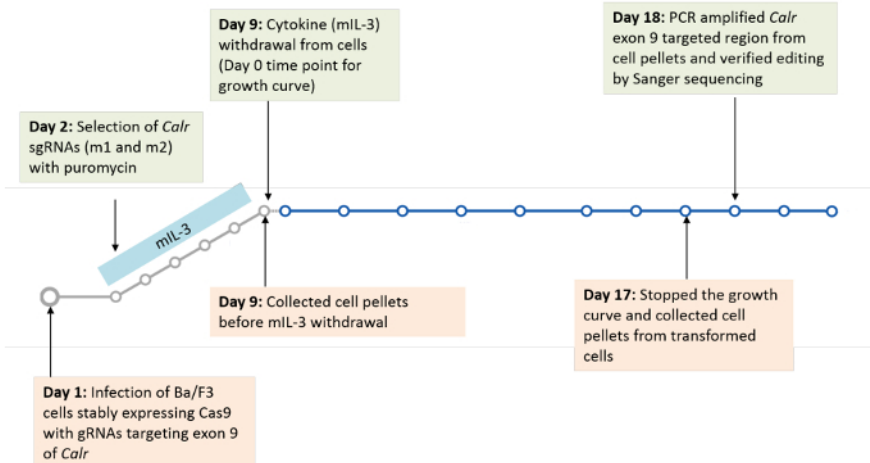 Day 9: Cytokine (mIL-3)
withdrawal from cells
(Day 0 time point for
growth curve)
Day 18: PCR amplified Calr
exon 9 targeted region from
cell pellets and verified editing
by Sanger sequencing
Day 2: Selection of Calr
sgRNAs (m1 and m2)
with puromycin
mIL-3
Day 9: Collected cell pellets
before mIL-3 withdrawal
Day 17: Stopped the growth
curve and collected cell
pellets from transformed
cells
Day 1: Infection of Ba/F3
cells stably expressing Cas9
with gRNAs targeting exon 9
of Calr